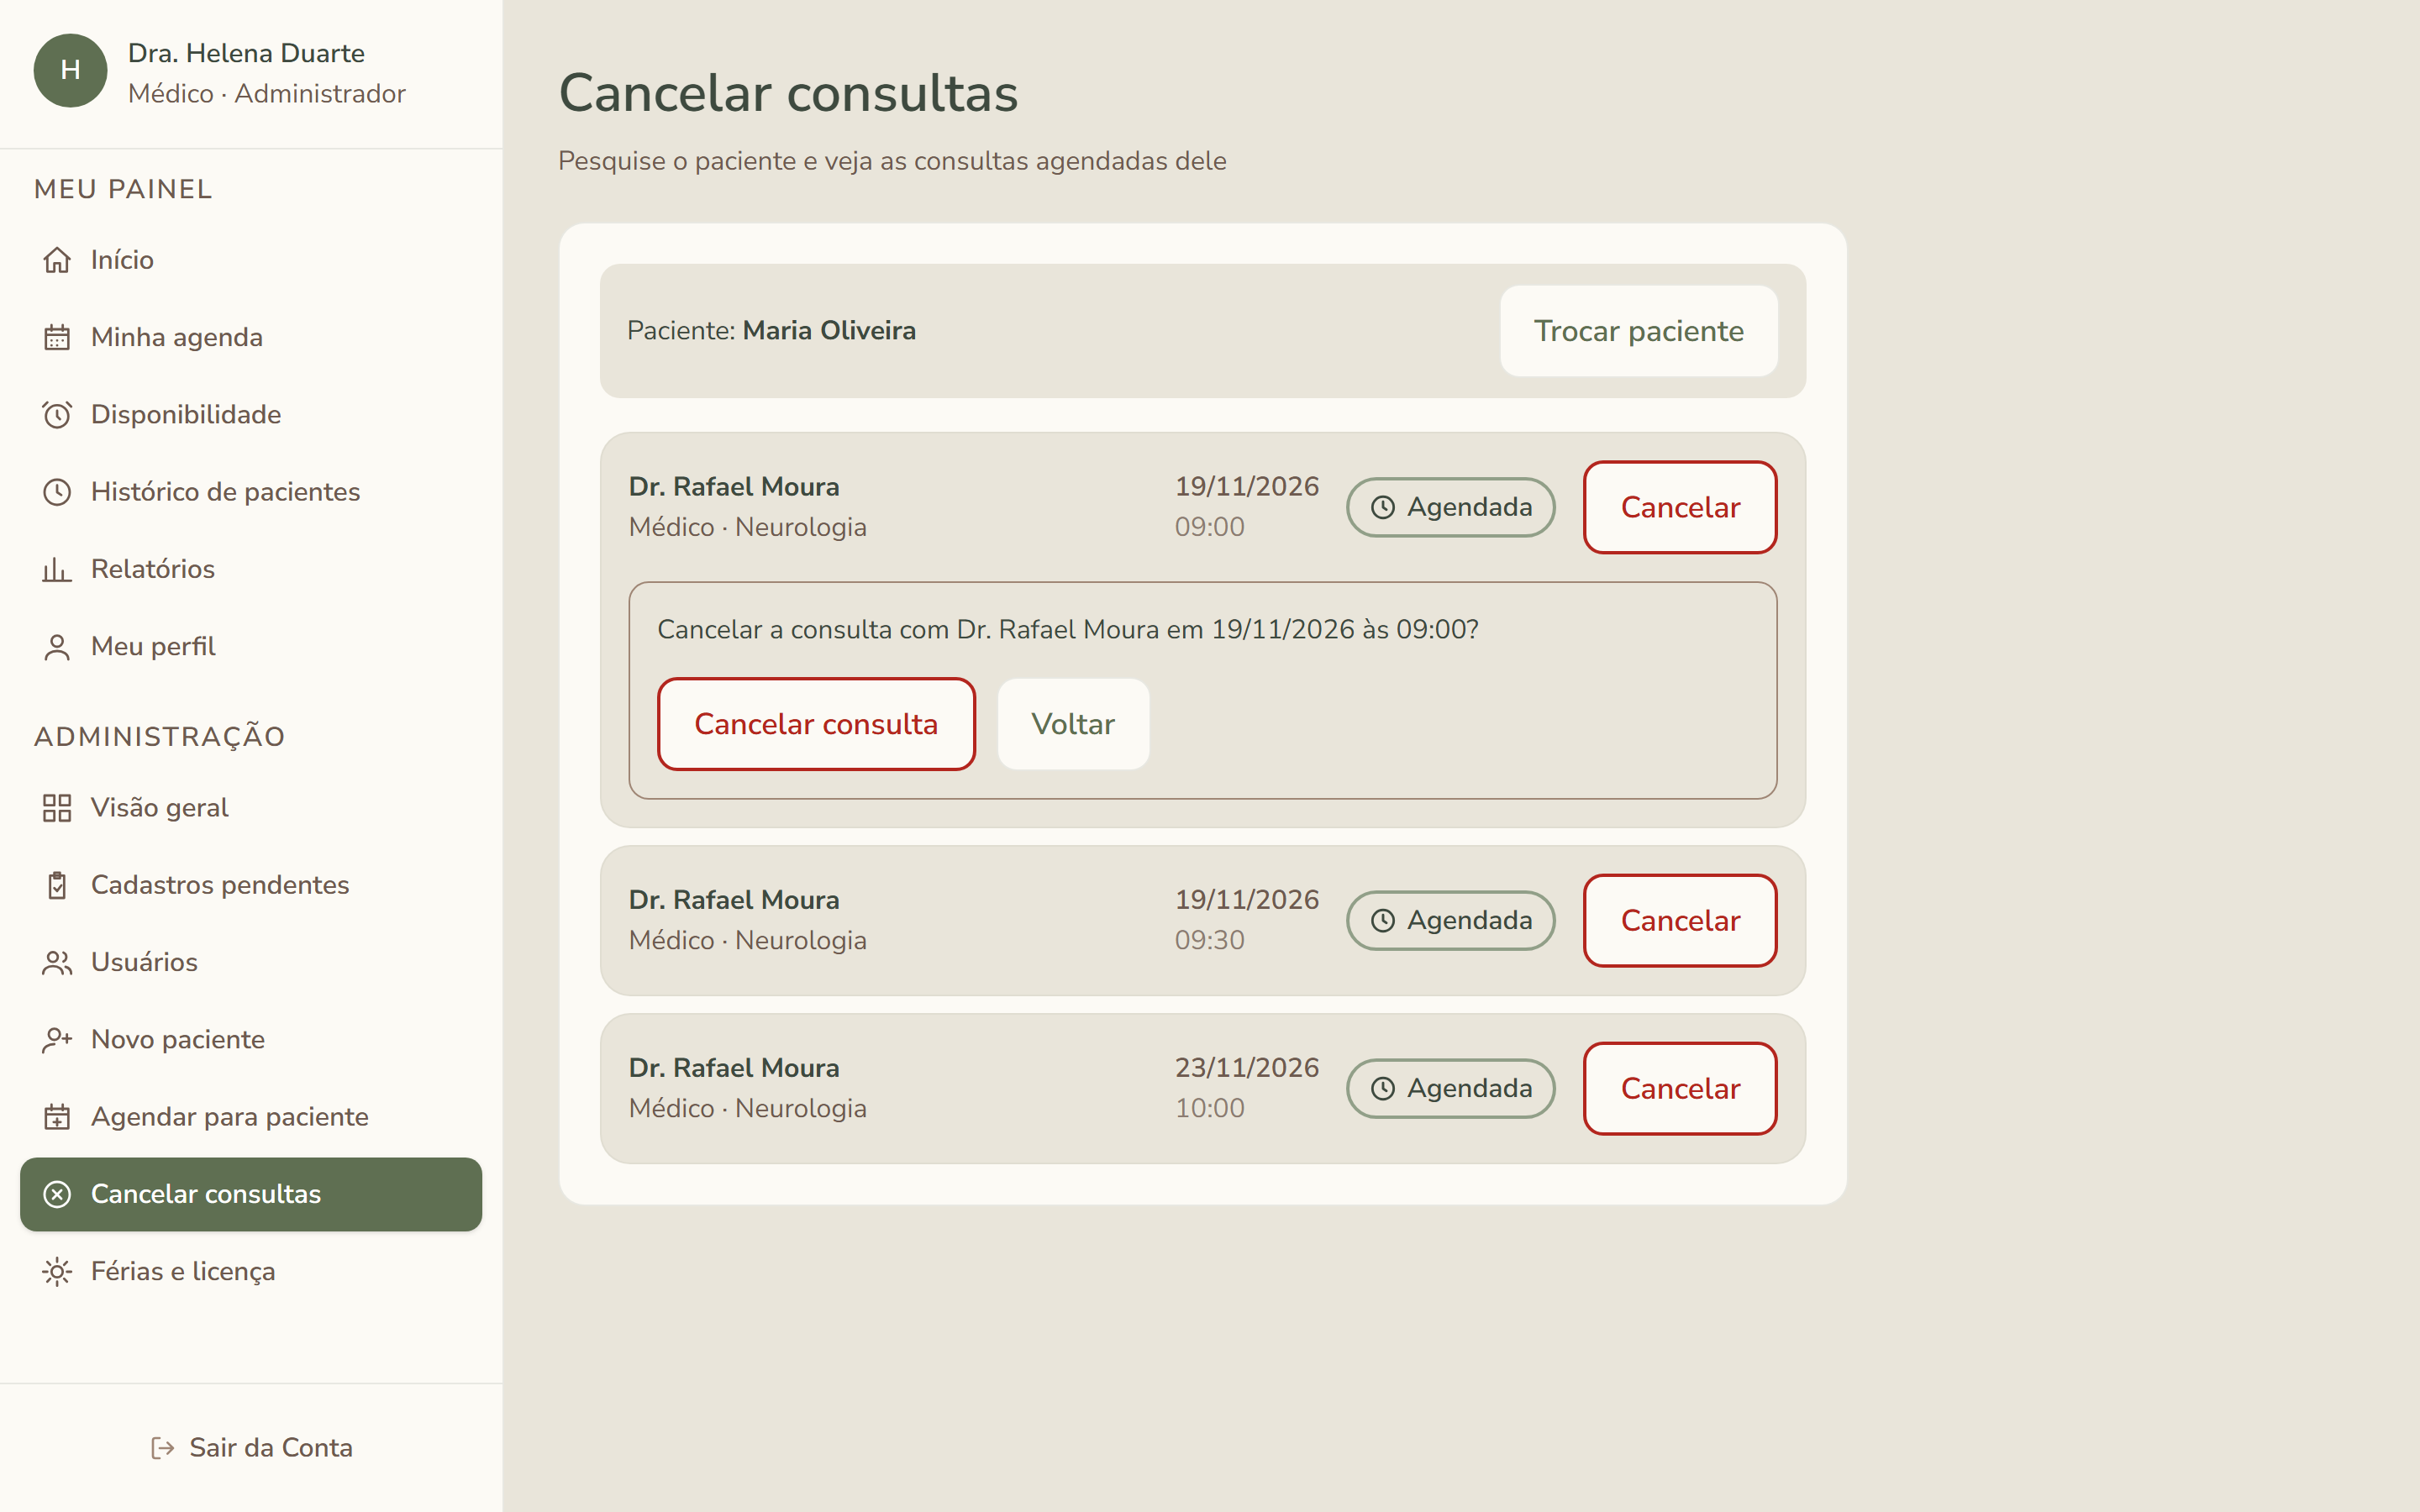 H
Dra. Helena Duarte
Médico · Administrador
MEU PAINEL
Início
Minha agenda
Disponibilidade
Histórico de pacientes
Relatórios
Meu perfil
ADMINISTRAÇÃO
Visão geral
Cadastros pendentes
Usuários
Novo paciente
Agendar para paciente
Cancelar consultas
Férias e licença
Sair da Conta
Cancelar consultas
Pesquise o paciente e veja as consultas agendadas dele
Paciente: Maria Oliveira
Trocar paciente
Dr. Rafael Moura
Médico · Neurologia
19/11/2026
09:00
Agendada
Cancelar
Cancelar a consulta com Dr. Rafael Moura em 19/11/2026 às 09:00?
Cancelar consulta
Voltar
Dr. Rafael Moura
Médico · Neurologia
19/11/2026
09:30
Agendada
Cancelar
Dr. Rafael Moura
Médico · Neurologia
23/11/2026
10:00
Agendada
Cancelar